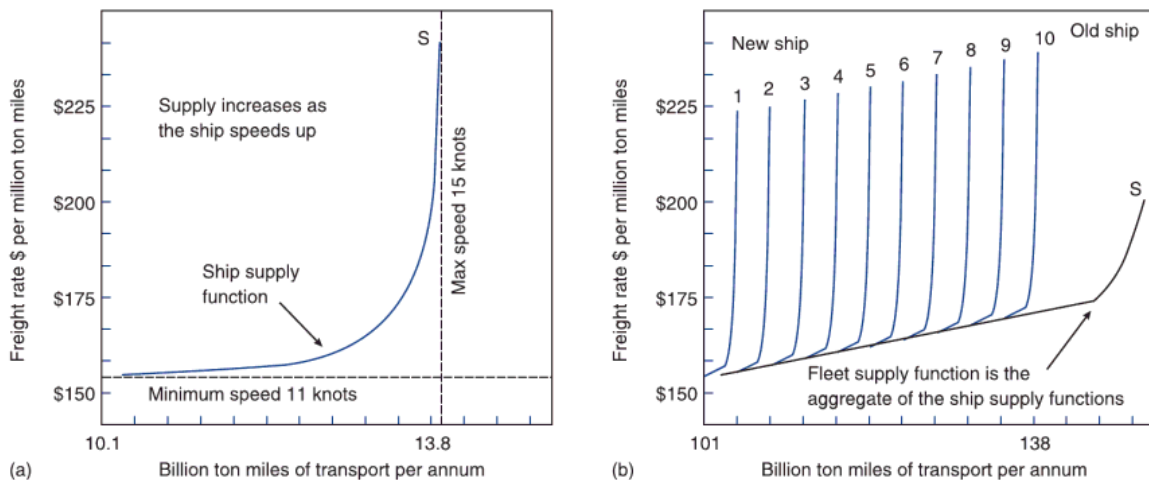 S
$225
Supply increases as
the ship speeds up
$200
Ship supply
function
$175
Minimum speed 11 knots
$150
Max speed 15 knots
Freight rate $ per million ton miles
10.1
13.8
(a)
Billion ton miles of transport per annum
New ship
Old ship
1 2 3 4 5 6 7 8 9 10
$225
$200
S
$175
Fleet supply function is the
aggregate of the ship supply functions
$150
Freight rate $ per million ton miles
101
138
(b)
Billion ton miles of transport per annum